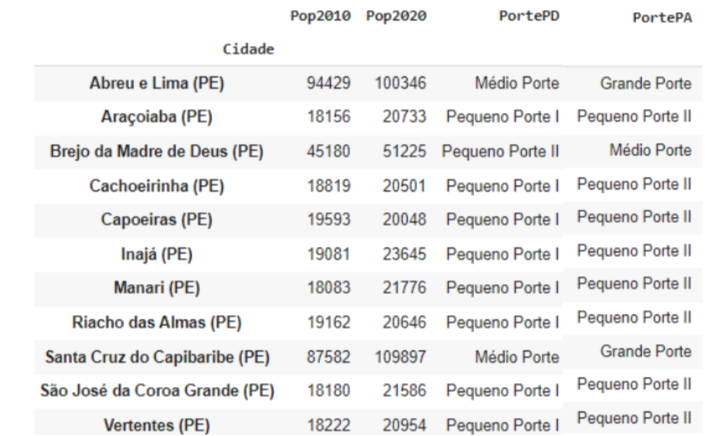 Pop2010 Pop2020 PortePD PortePA
Cidade
Abreu e Lima (PE) 94429 100346 Médio Porte Grande Porte
Araçoiaba (PE) 18156 20733 Pequeno Porte I Pequeno Porte II
Brejo da Madre de Deus (PE) 45180 51225 Pequeno Porte II Médio Porte
Cachoeirinha (PE) 18819 20501 Pequeno Porte I Pequeno Porte II
Capoeiras (PE) 19593 20048 Pequeno Porte I Pequeno Porte II
Inajá (PE) 19081 23645 Pequeno Porte I Pequeno Porte II
Manari (PE) 18083 21776 Pequeno Porte I Pequeno Porte II
Riacho das Almas (PE) 19162 20646 Pequeno Porte I Pequeno Porte II
Santa Cruz do Capibaribe (PE) 87582 109897 Médio Porte Grande Porte
São José da Coroa Grande (PE) 18180 21586 Pequeno Porte I Pequeno Porte II
Vertentes (PE) 18222 20954 Pequeno Porte I Pequeno Porte II